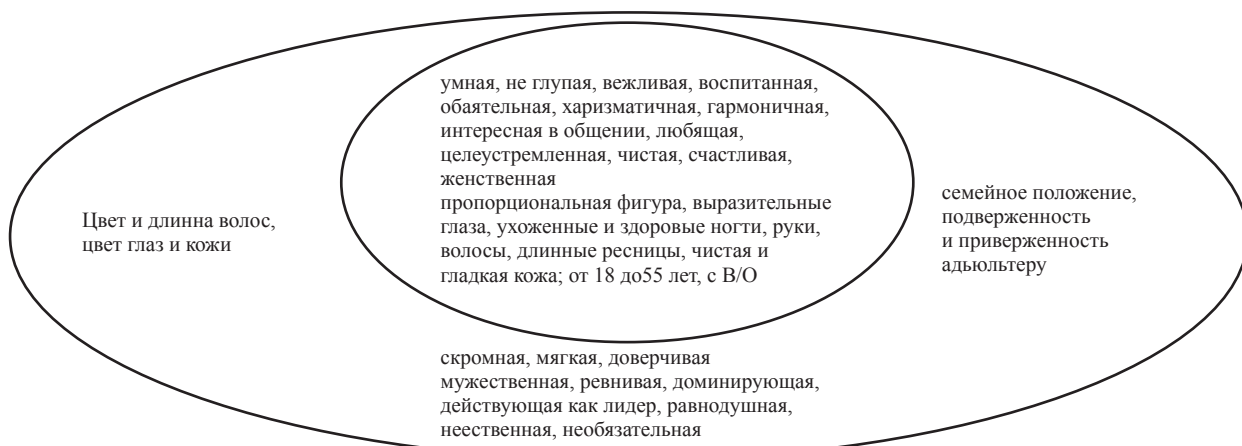 умная, не глупая, вежливая, воспитанная,
обаятельная, харизматичная, гармоничная,
интересная в общении, любящая,
целеустремленная, чистая, счастливая,
женственная
пропорциональная фигура, выразительные
глаза, ухоженные и здоровые ногти, руки,
волосы, длинные ресницы, чистая и
гладкая кожа; от 18 до55 лет, с В/О
Цвет и длинна волос,
цвет глаз и кожи
семейное положение,
подверженность
и приверженность
адьюльтеру
скромная, мягкая, доверчивая
мужественная, ревнивая, доминирующая,
действующая как лидер, равнодушная,
неественная, необязательная